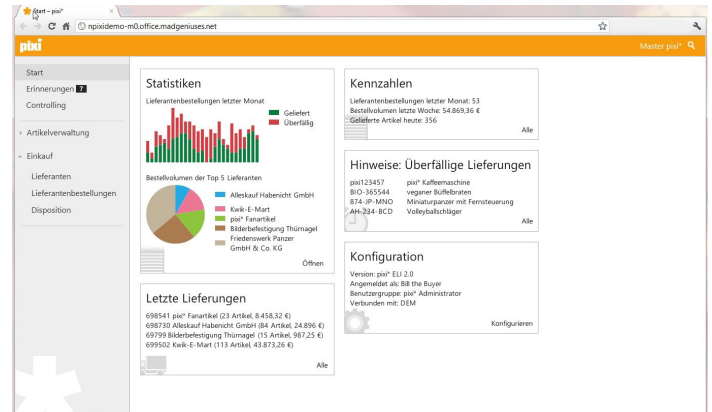 Start – pixi*
npixidemo-m0.office.madgeniuses.net
pixi
Master pixi*
Start
Erinnerungen 7
Controlling
Artikelverwaltung
Einkauf
Lieferanten
Lieferantenbestellungen
Disposition
Statistiken
Lieferantenbestellungen letzter Monat
Geliefert
Überfällig
Bestellvolumen der Top 5 Lieferanten
Alleskauf Habenicht GmbH
Kwik-E-Mart
pixi* Fanartikel
Bilderbefestigung Thürnagel
Friedenswerk Panzer
GmbH & Co. KG
Öffnen
Letzte Lieferungen
698541 pixi* Fanartikel (23 Artikel, 8.458,32 €)
698730 Alleskauf Habenicht GmbH (84 Artikel, 24.896 €)
69799 Bilderbefestigung Thürnagel (15 Artikel, 987,25 €)
699502 Kwik-E-Mart (113 Artikel, 43.873,26 €)
Alle
Kennzahlen
Lieferantenbestellungen letzter Monat: 53
Bestellvolumen letzte Woche: 54.869,36 €
Gelieferte Artikel heute: 356
Alle
Hinweise: Überfällige Lieferungen
pixi123457 pixi* Kaffeemaschine
BIO-365544 veganer Büffelbraten
874-JP-MNO Miniaturpanzer mit Fernsteuerung
AH-234-BCD Volleyballschläger
Alle
Konfiguration
Version: pixi* ELI 2.0
Angemeldet als: Bill the Buyer
Benutzergruppe: pixi* Administrator
Verbunden mit: DEM
Konfigurieren